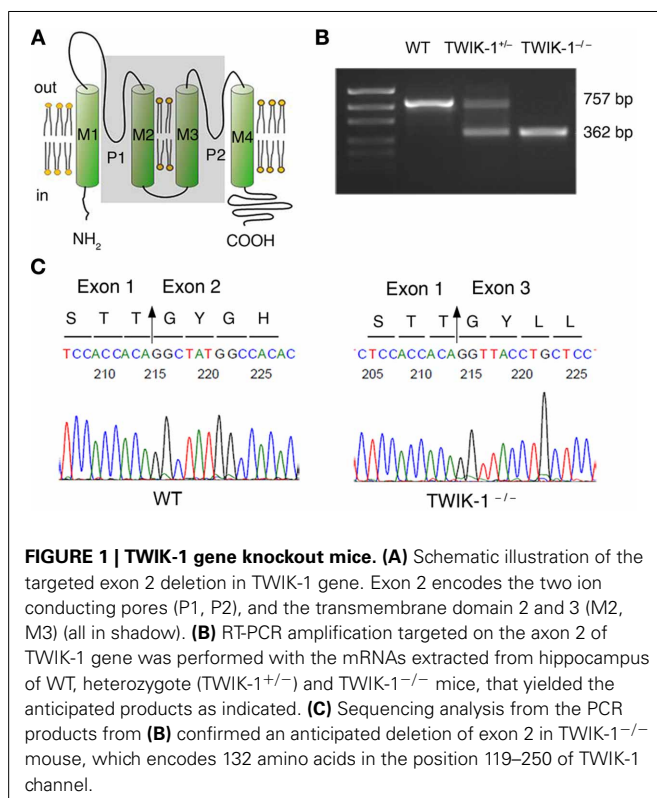 A
out
in
M1
M2
M3
M4
P1
P2
NH2
COOH
B
WT TWIK-1+/- TWIK-1-/-
757 bp
362 bp
C
Exon 1 Exon 2
S T T G Y G H
TCCACCACAGGCTATGGCCACAC
210 215 220 225
WT
Exon 1 Exon 3
S T T G Y L L
CTCCACCACAGGTTACCTGCTCC
205 210 215 220 225
TWIK-1 -/-
FIGURE 1 | TWIK-1 gene knockout mice. (A) Schematic illustration of the
targeted exon 2 deletion in TWIK-1 gene. Exon 2 encodes the two ion
conducting pores (P1, P2), and the transmembrane domain 2 and 3 (M2,
M3) (all in shadow). (B) RT-PCR amplification targeted on the axon 2 of
TWIK-1 gene was performed with the mRNAs extracted from hippocampus
of WT, heterozygote (TWIK-1+/−) and TWIK-1−/− mice, that yielded the
anticipated products as indicated. (C) Sequencing analysis from the PCR
products from (B) confirmed an anticipated deletion of exon 2 in TWIK-1−/−
mouse, which encodes 132 amino acids in the position 119–250 of TWIK-1
channel.